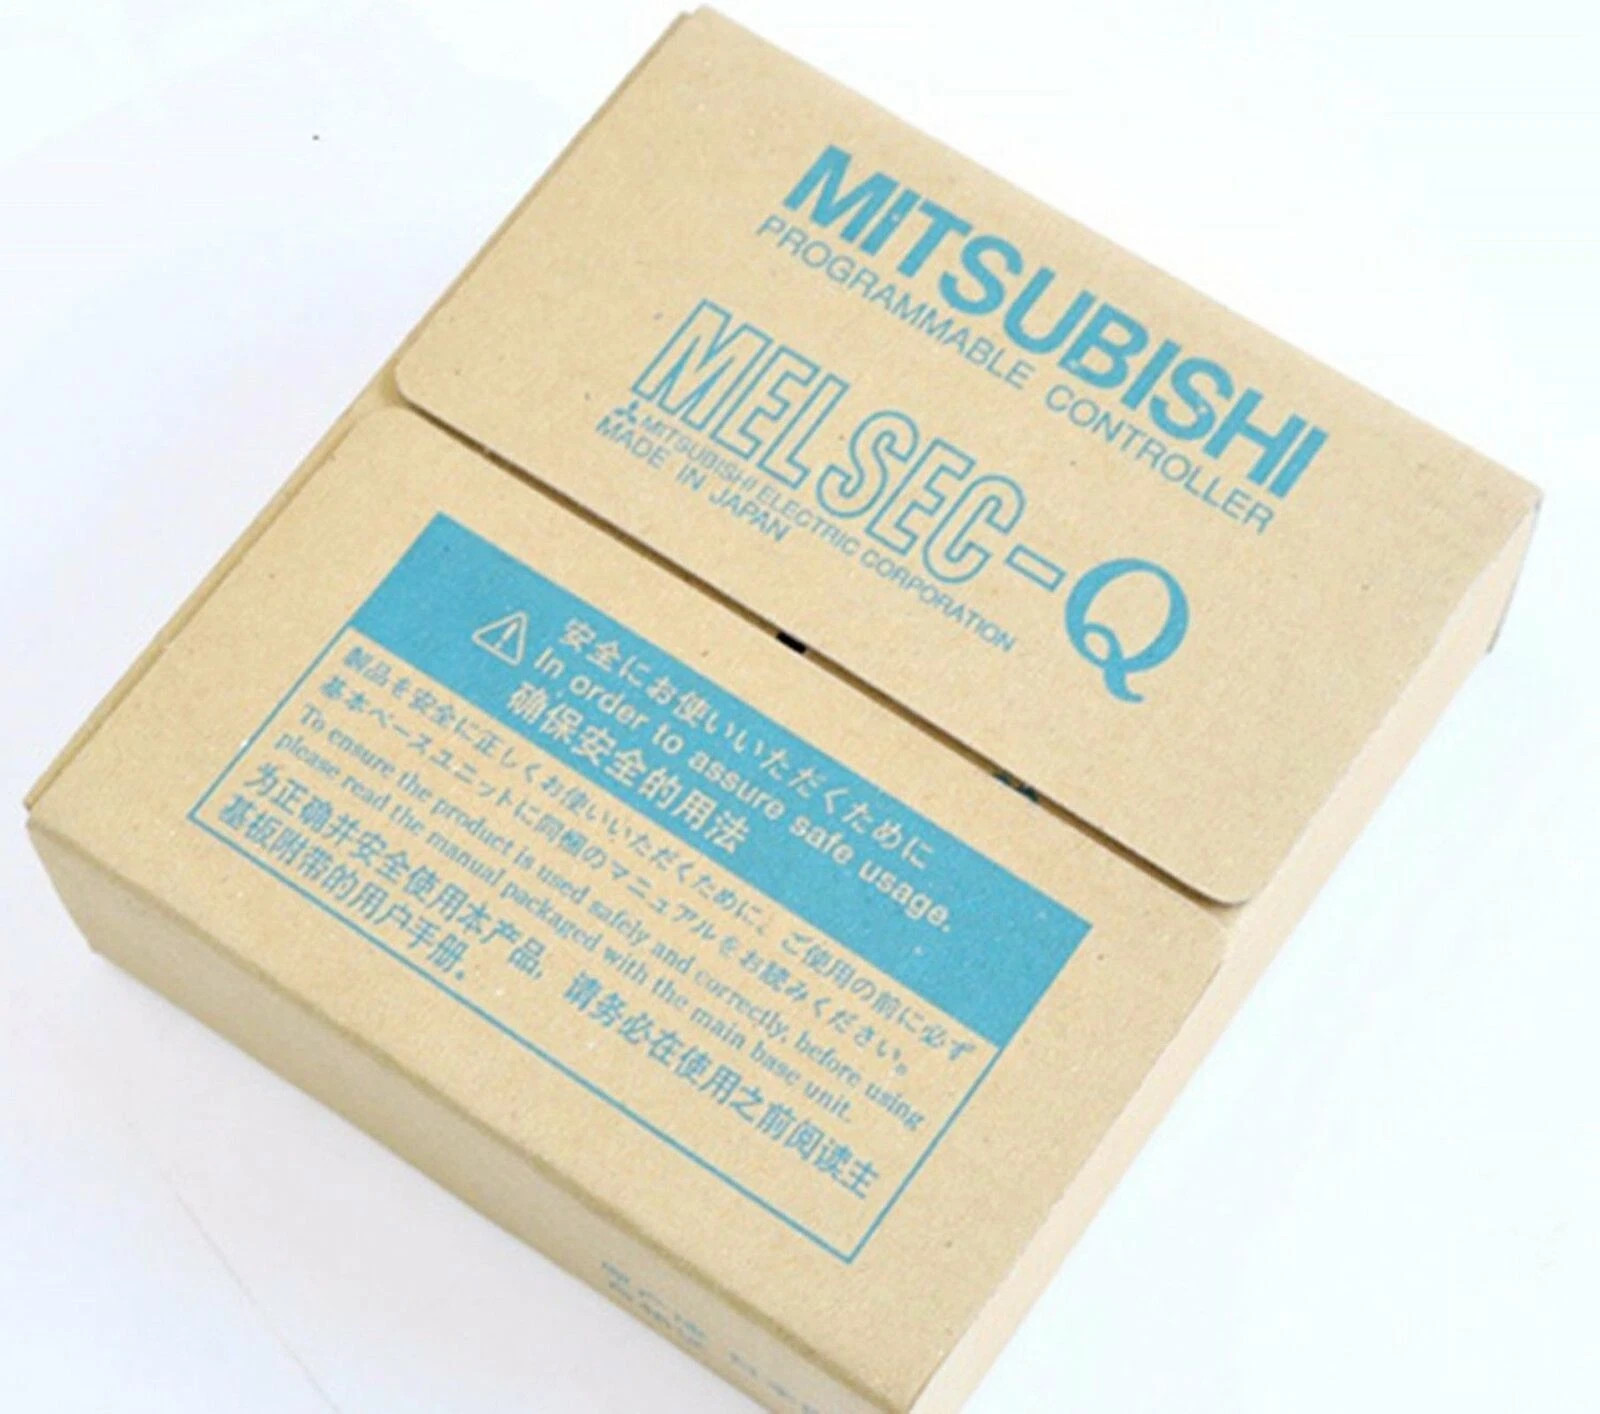 MITSUBISHI
PROGRAMMABLE CONTROLLER
MELSEC-Q
MITSUBISHI ELECTRIC CORPORATION
MADE IN JAPAN
安全にお使いいただくために
In order to assure safe usage.
确保安全的用法
製品を安全に正しくお使いいただくために、ご使用の前に必ず
基本ベースユニットに同梱のマニュアルをお読みください。
To ensure the product is used safely and correctly, before using
please read the manual packaged with the main base unit.
为正确并安全使用本产品，请务必在使用之前阅读主
基板附带的用户手册。